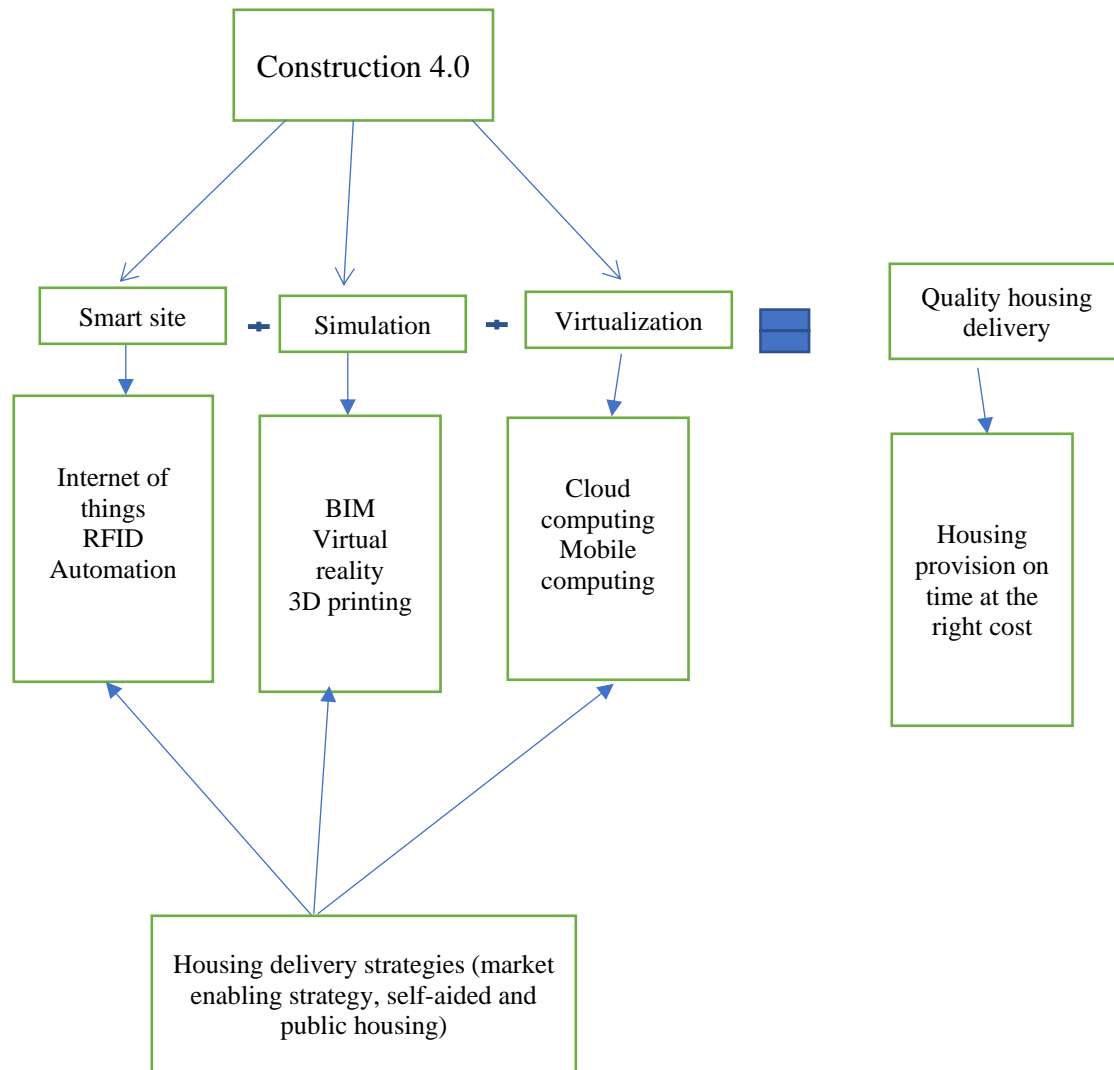 Construction 4.0
Smart site
Simulation
Virtualization
Quality housing
delivery
Internet of
things
RFID
Automation
BIM
Virtual
reality
3D printing
Cloud
computing
Mobile
computing
Housing
provision on
time at the
right cost
Housing delivery strategies (market
enabling strategy, self-aided and
public housing)